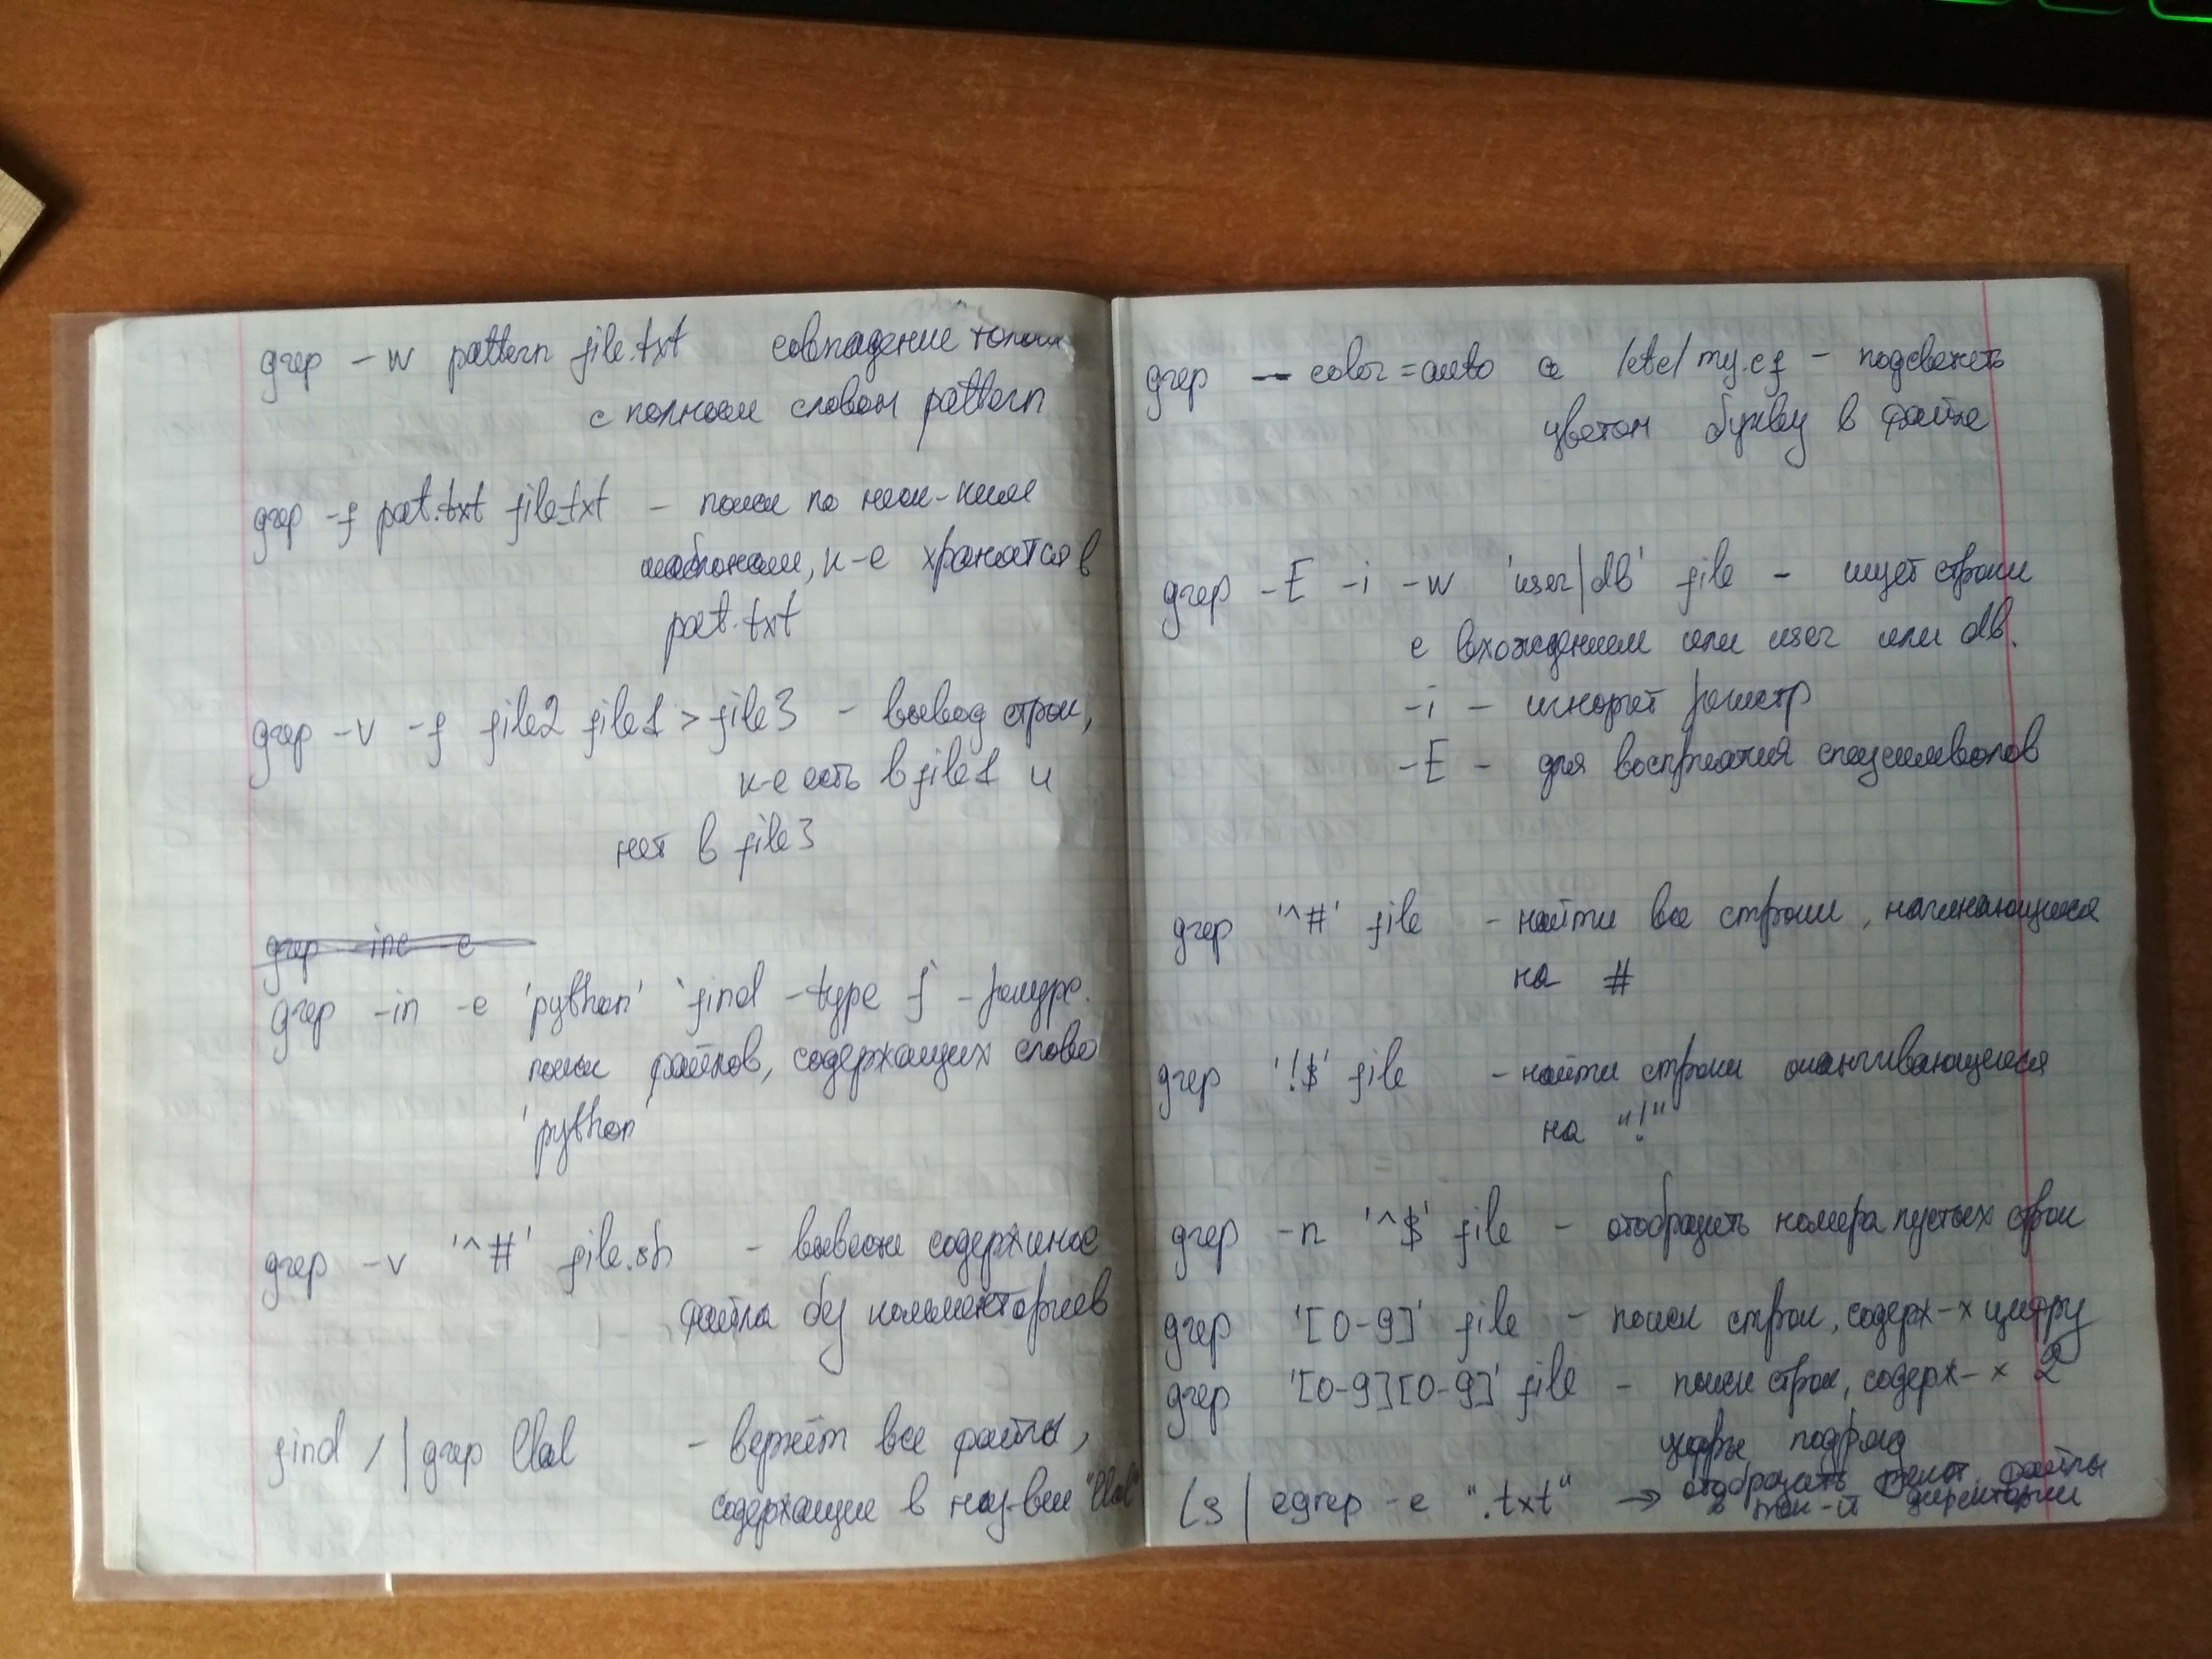 grep -w pattern file.txt совпадение только
с полным словом pattern
grep -f pat.txt file.txt - поиск по неск-ким
шаблонам, к-е хранятся в
pat.txt
grep -v -f file2 file1 > file3 - вывод строк,
к-е есть в file1 и
нет в file3
grep -inc -e
grep -in -e 'python' `find -type f` - рекурс.
поиск файлов, содержащих слово
'python'
grep -v '^#' file.sh - вывести содержимое
файла без комментариев
find / | grep lol - вернёт все файлы,
содержащие в наз-вии "lol"
grep -- color=auto a /etc/my.cf - подсветить
цветом букву в файле
grep -E -i -w 'user|db' file - ищет строки
с вхождением или user или db.
-i - игнорит регистр
-E - для восприятия спецсимволов
grep '^#' file - найти все строки, начинающиеся
на #
grep '!$' file - найти строки оканчивающиеся
на "!"
grep -n '^$' file - отобразить номера пустых строк
grep '[0-9]' file - поиск строк, содерж-х цифру
grep '[0-9][0-9]' file - поиск строк, содерж-х 2
цифры подряд
ls | egrep -e ".txt" → отобразить текст. файлы
в тек-й директории